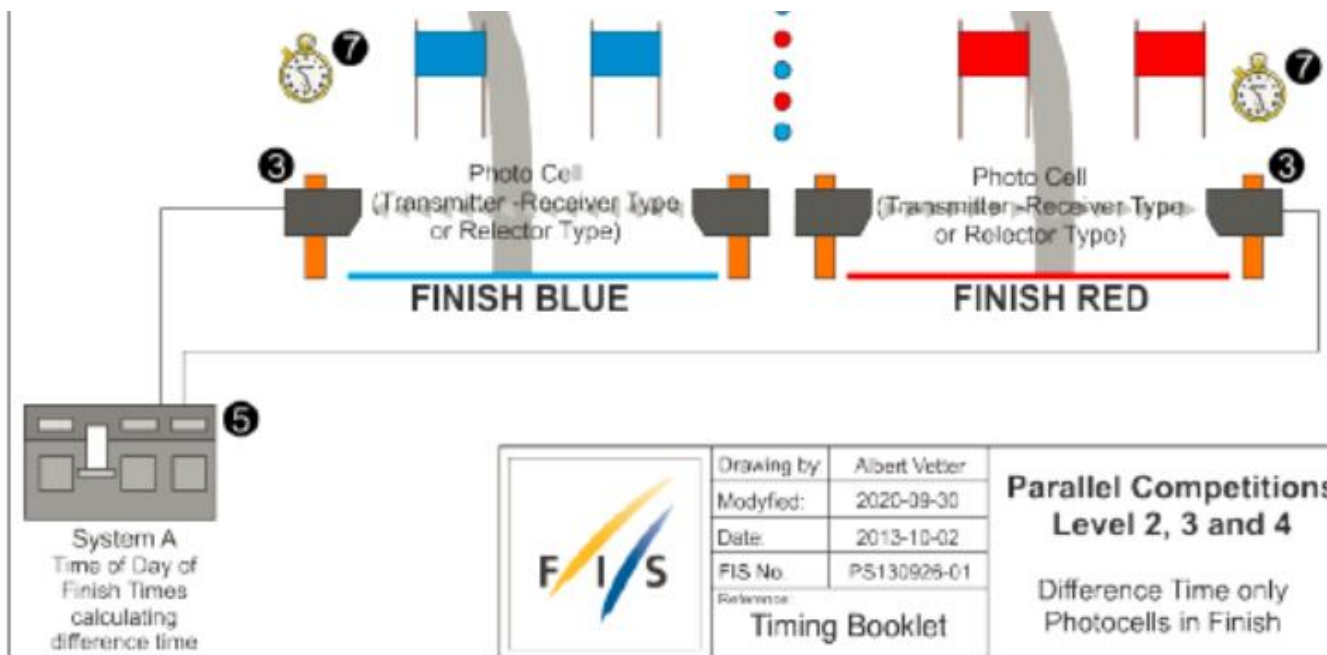 7
7
3
3
Photo Cell
(Transmitter -Receiver Type
or Relector Type)
Photo Cell
(Transmitter -Receiver Type
or Relector Type)
FINISH BLUE
FINISH RED
5
System A
Time of Day of
Finish Times
calculating
difference time
FIS
Drawing by: Albert Vetter
Modyfied: 2020-09-30
Date: 2013-10-02
FIS No. PS130926-01
Reference:
Timing Booklet
Parallel Competitions
Level 2, 3 and 4
Difference Time only
Photocells in Finish